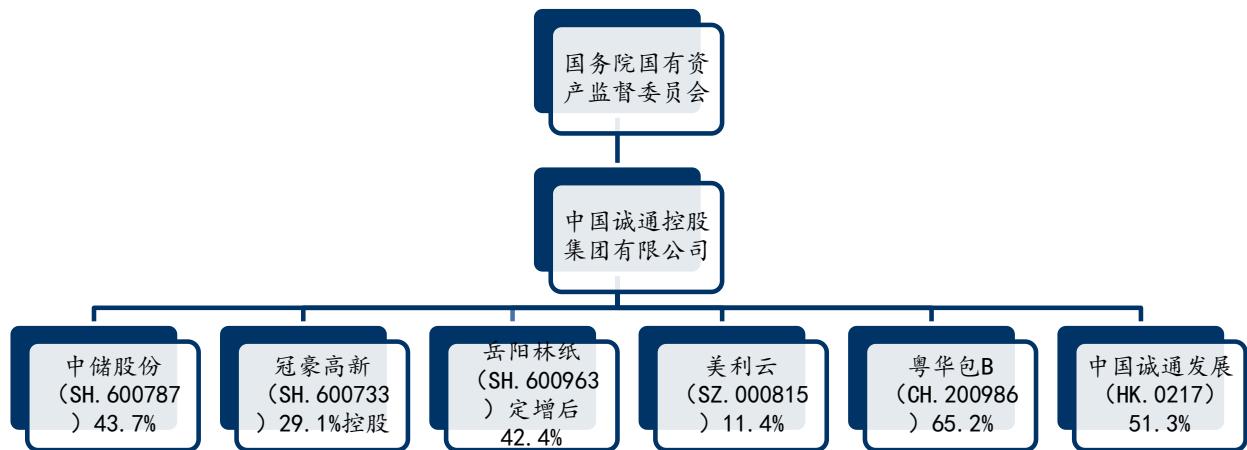 国务院国有资
产监督委员会
中国诚通控股
集团有限公司
中储股份
（SH.600787
）43.7%
冠豪高新
（SH.600733
）29.1%控股
岳阳林纸
（SH.600963
）定增后
42.4%
美利云
（SZ.000815
）11.4%
粤华包B
（CH.200986
）65.2%
中国诚通发展
（HK.0217）
51.3%